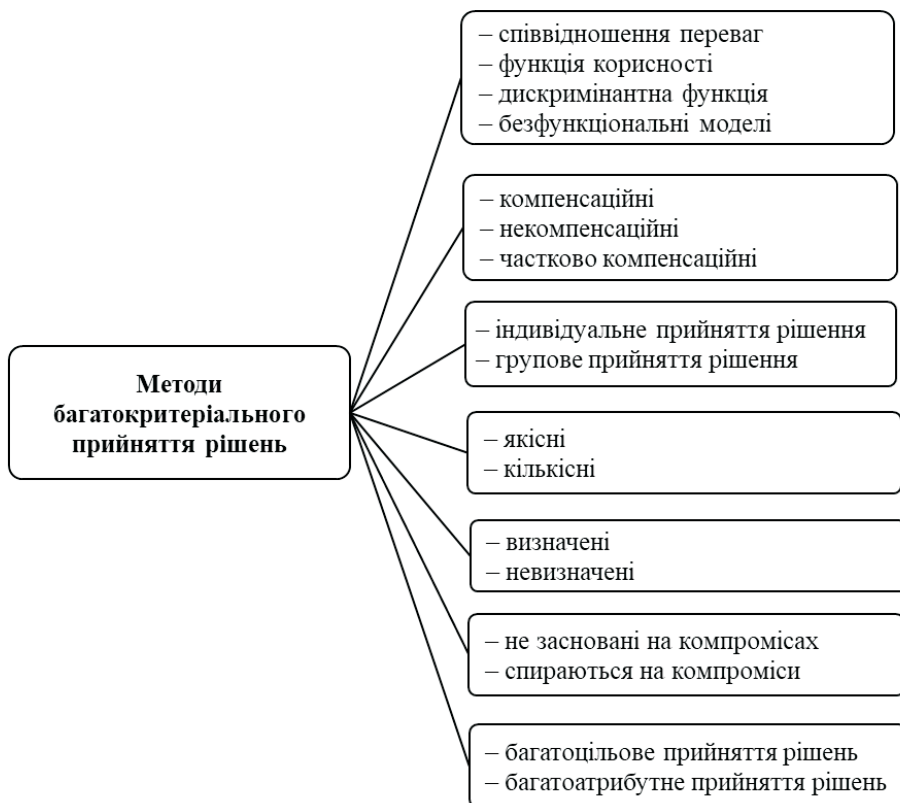 – співвідношення переваг
– функція корисності
– дискримінантна функція
– безфункціональні моделі
– компенсаційні
– некомпенсаційні
– частково компенсаційні
– індивідуальне прийняття рішення
– групове прийняття рішення
Методи
багатокритеріального
прийняття рішень
– якісні
– кількісні
– визначені
– невизначені
– не засновані на компромісах
– спираються на компроміси
– багатоцільове прийняття рішень
– багатоатрибутне прийняття рішень